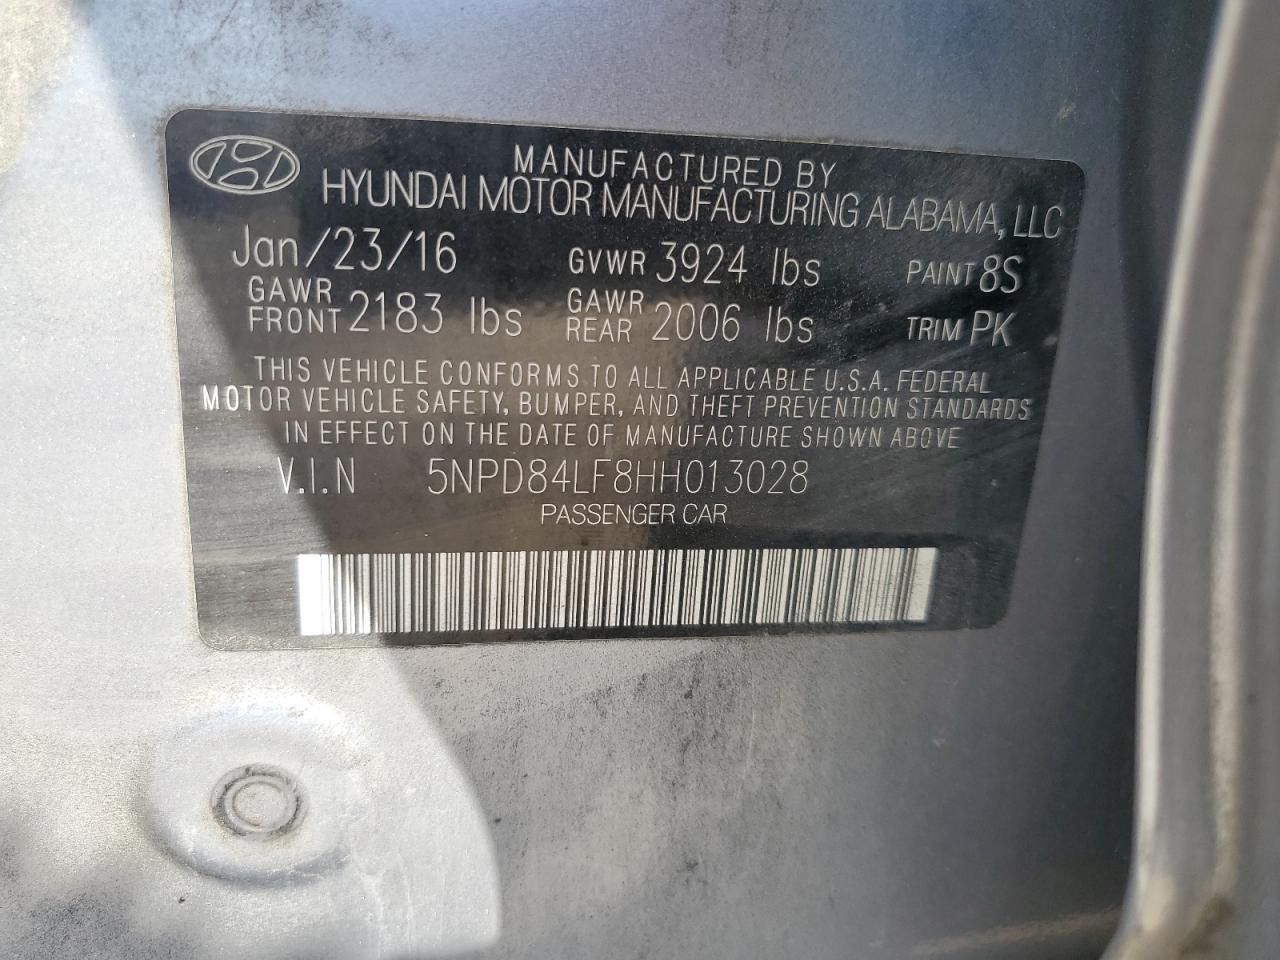 MANUFACTURED BY
HYUNDAI MOTOR MANUFACTURING ALABAMA, LLC
Jan/23/16 GVWR 3924 lbs PAINT 8S
GAWR FRONT 2183 lbs GAWR REAR 2006 lbs TRIM PK
THIS VEHICLE CONFORMS TO ALL APPLICABLE U.S.A. FEDERAL
MOTOR VEHICLE SAFETY, BUMPER, AND THEFT PREVENTION STANDARDS
IN EFFECT ON THE DATE OF MANUFACTURE SHOWN ABOVE
V.I.N 5NPD84LF8HH013028
PASSENGER CAR